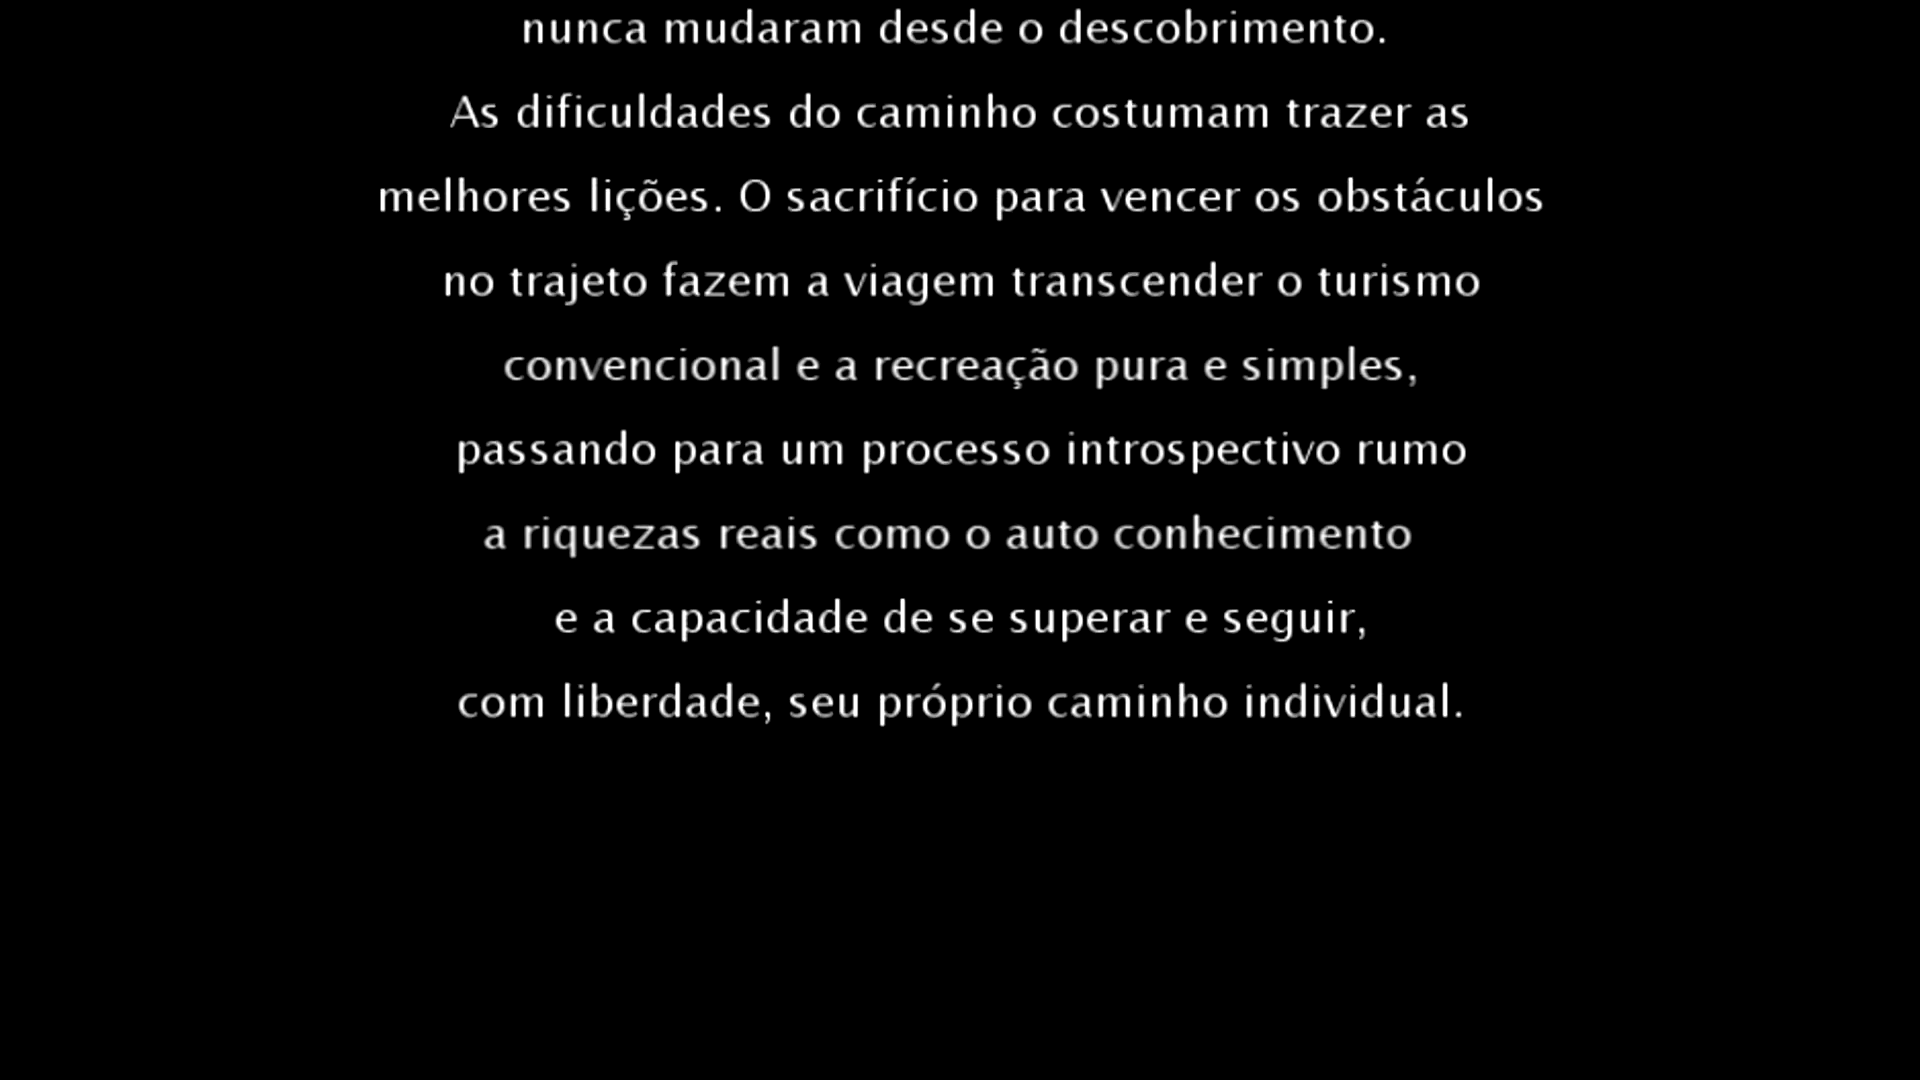 nunca mudaram desde o descobrimento.
As dificuldades do caminho costumam trazer as
melhores lições. O sacrifício para vencer os obstáculos
no trajeto fazem a viagem transcender o turismo
convencional e a recreação pura e simples,
passando para um processo introspectivo rumo
a riquezas reais como o auto conhecimento
e a capacidade de se superar e seguir,
com liberdade, seu próprio caminho individual.